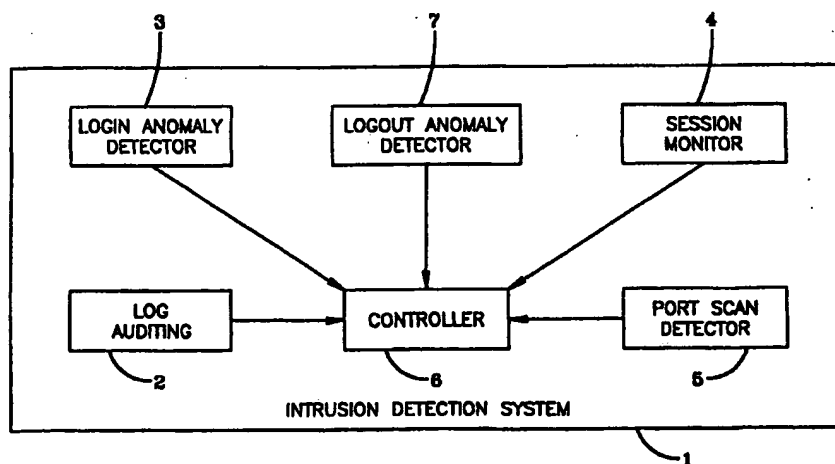 3 7 4
LOGIN ANOMALY
DETECTOR
LOGOUT ANOMALY
DETECTOR
SESSION
MONITOR
LOG
AUDITING
CONTROLLER
PORT SCAN
DETECTOR
2 6 5
INTRUSION DETECTION SYSTEM
1